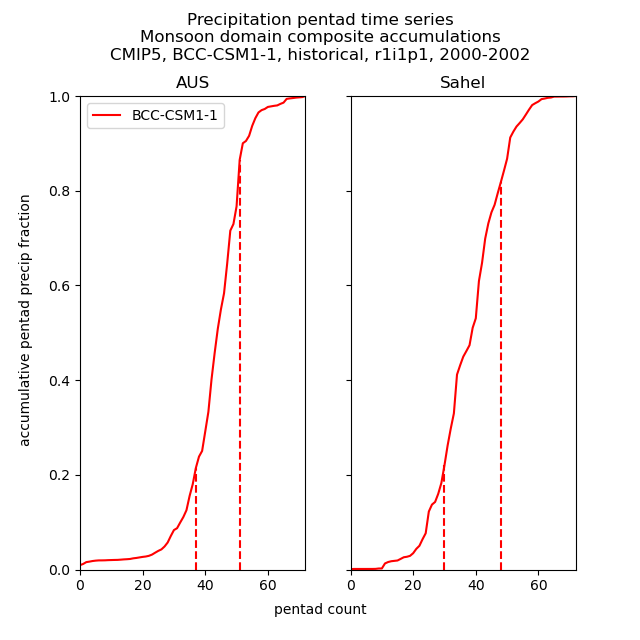 Precipitation pentad time series
Monsoon domain composite accumulations
CMIP5, BCC-CSM1-1, historical, r1i1p1, 2000-2002
AUS
Sahel
BCC-CSM1-1
accumulative pentad precip fraction
1.0
0.8
0.6
0.4
0.2
0.0
0 20 40 60
0 20 40 60
pentad count